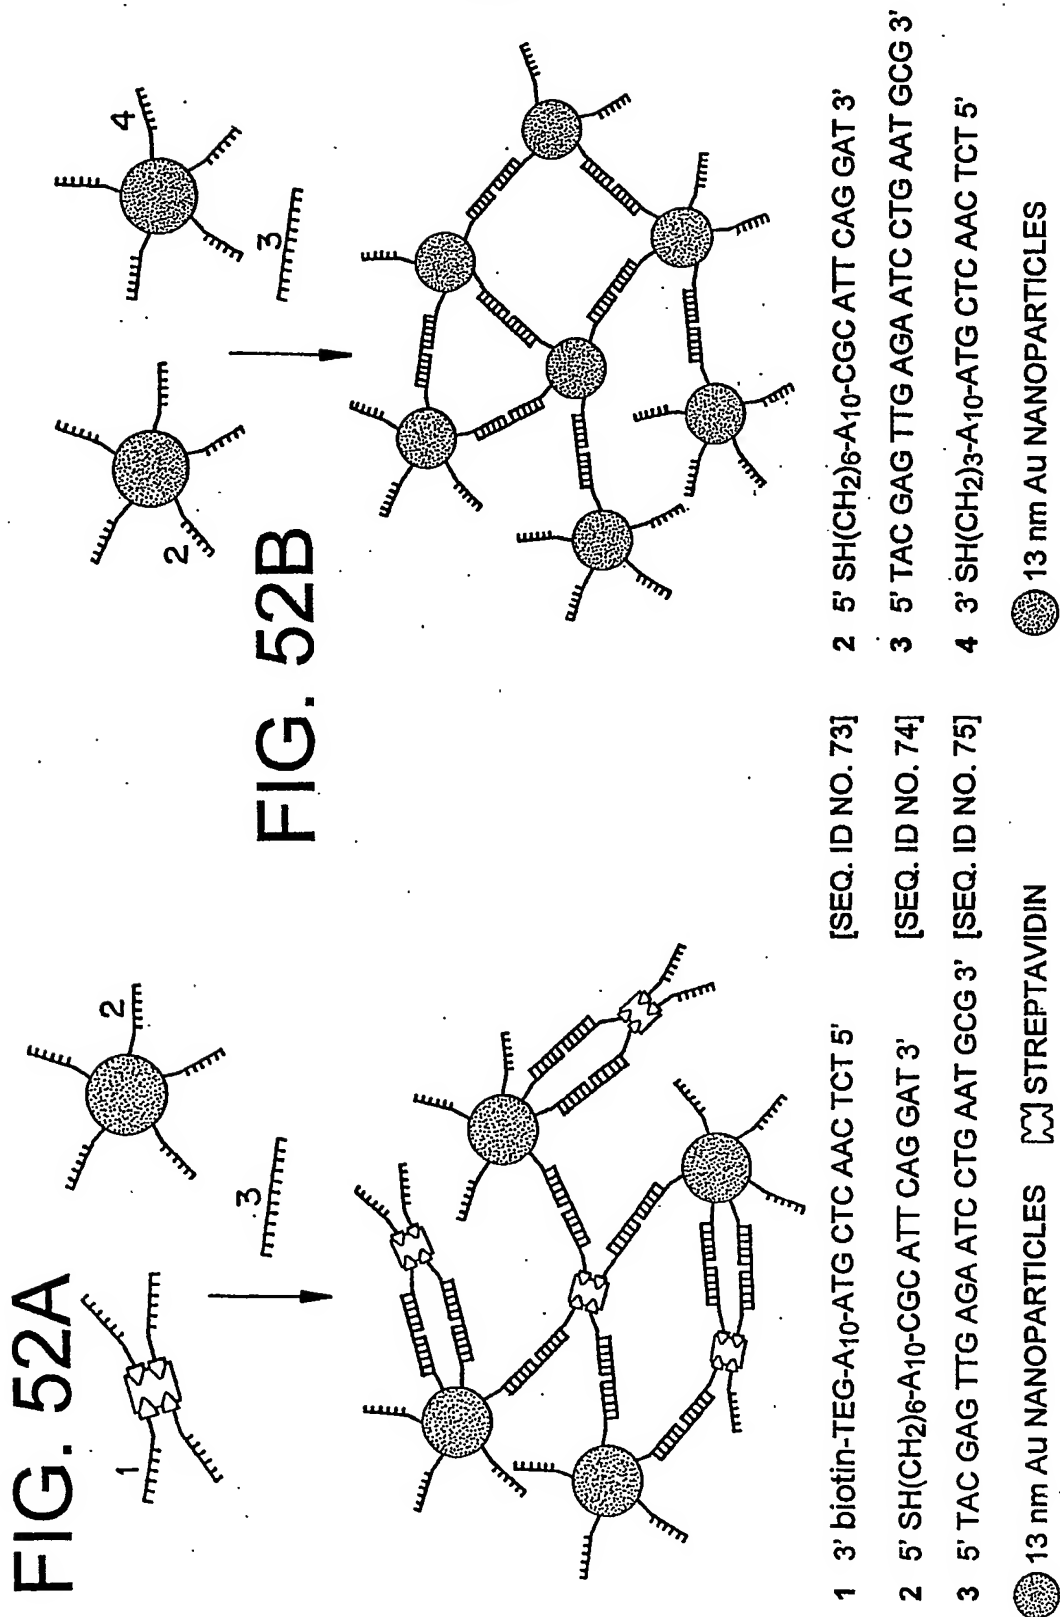 FIG. 52A
1
2
3
1 3' biotin-TEG-A10-ATG CTC AAC TCT 5' [SEQ. ID NO. 73]
2 5' SH(CH2)6-A10-CGC ATT CAG GAT 3' [SEQ. ID NO. 74]
3 5' TAC GAG TTG AGA ATC CTG AAT GCG 3' [SEQ. ID NO. 75]
13 nm Au NANOPARTICLES STREPTAVIDIN
FIG. 52B
2
4
3
2 5' SH(CH2)6-A10-CGC ATT CAG GAT 3'
3 5' TAC GAG TTG AGA ATC CTG AAT GCG 3'
4 3' SH(CH2)3-A10-ATG CTC AAC TCT 5'
13 nm Au NANOPARTICLES